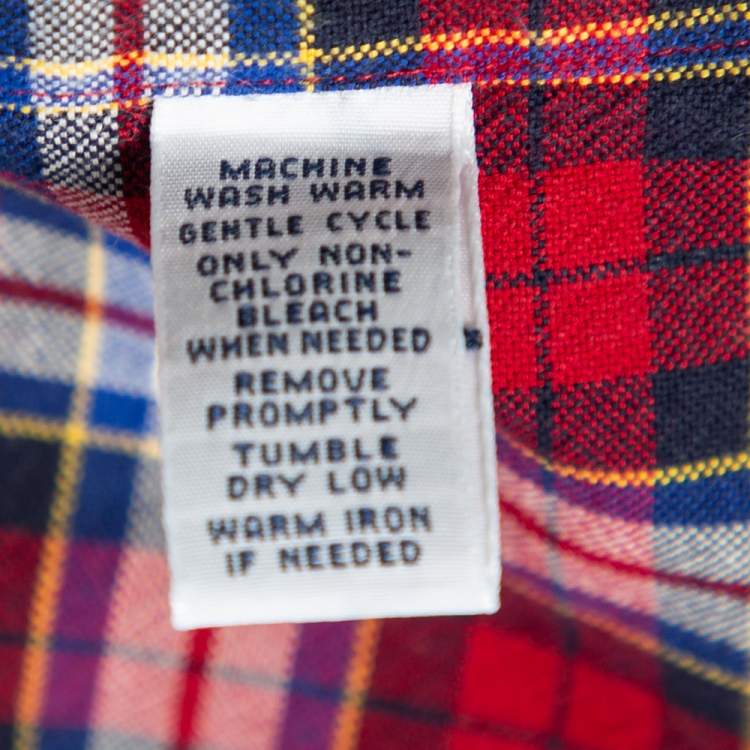 MACHINE
WASH WARM
GENTLE CYCLE
ONLY NON-
CHLORINE
BLEACH
WHEN NEEDED
REMOVE
PROMPTLY
TUMBLE
DRY LOW
WARM IRON
IF NEEDED